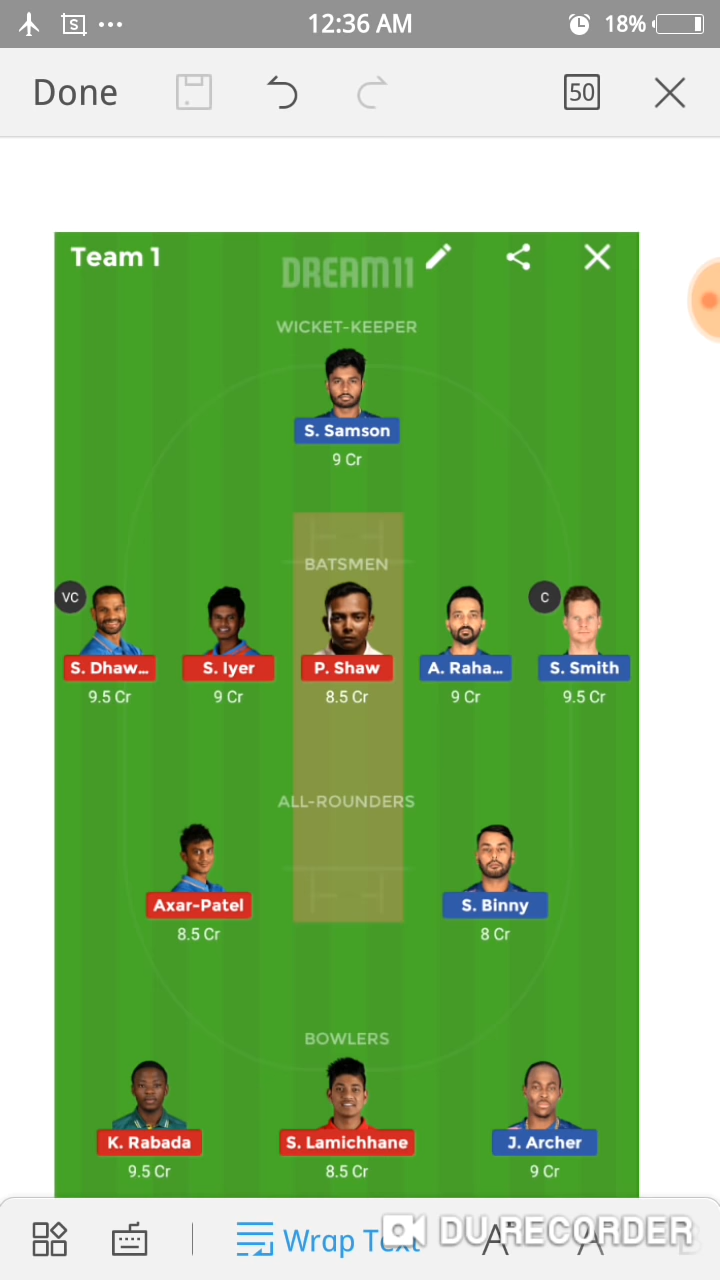 S 12:36 AM 18%
Done 50
Team 1 DREAM11
WICKET-KEEPER
S. Samson
9 Cr
BATSMEN
VC C
S. Dhaw... S. Iyer P. Shaw A. Raha... S. Smith
9.5 Cr 9 Cr 8.5 Cr 9 Cr 9.5 Cr
ALL-ROUNDERS
Axar-Patel S. Binny
8.5 Cr 8 Cr
BOWLERS
K. Rabada S. Lamichhane J. Archer
9.5 Cr 8.5 Cr 9 Cr
Wrap Text A A
DU RECORDER